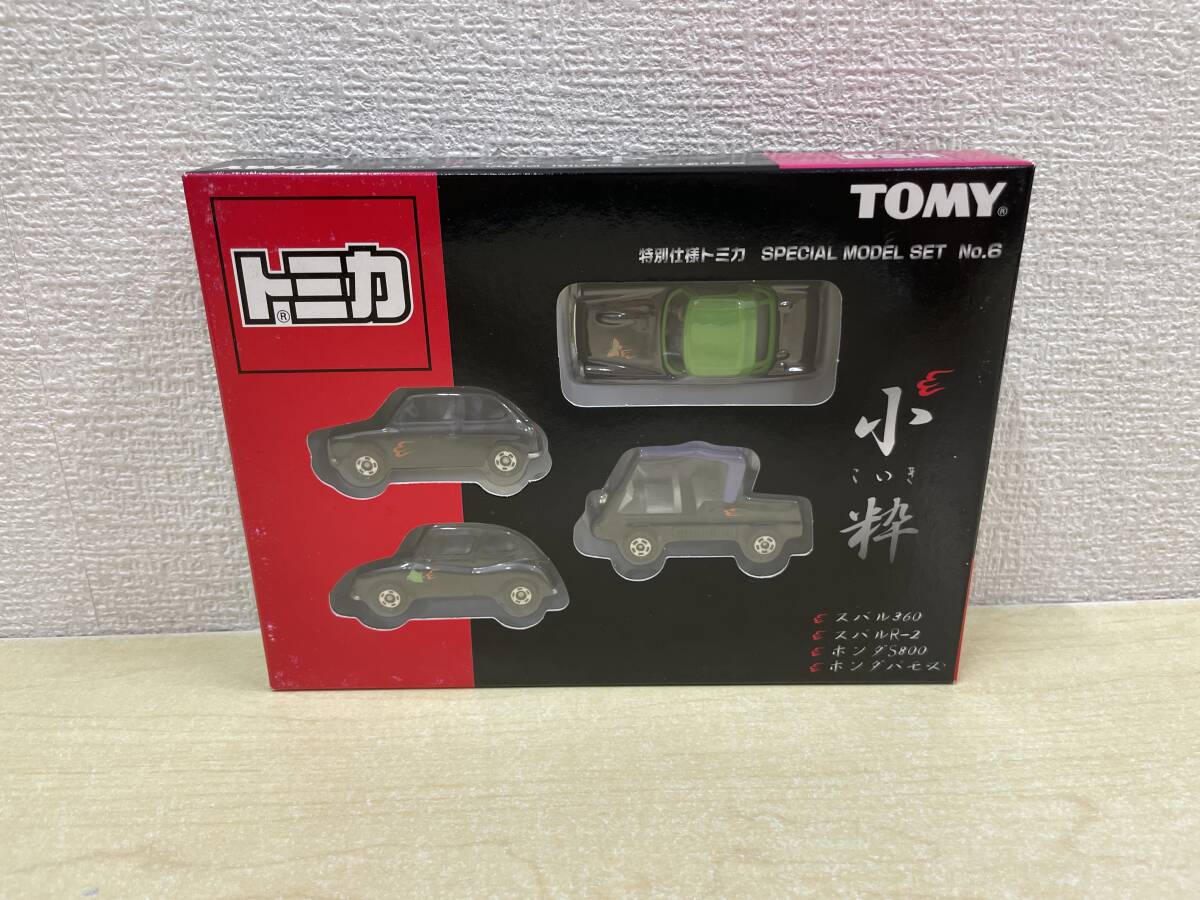 TOMY®
特別仕様トミカ SPECIAL MODEL SET No.6
トミカ®
小粋
こいき
スバル360
スバルR-2
ホンダS800
ホンダバモス